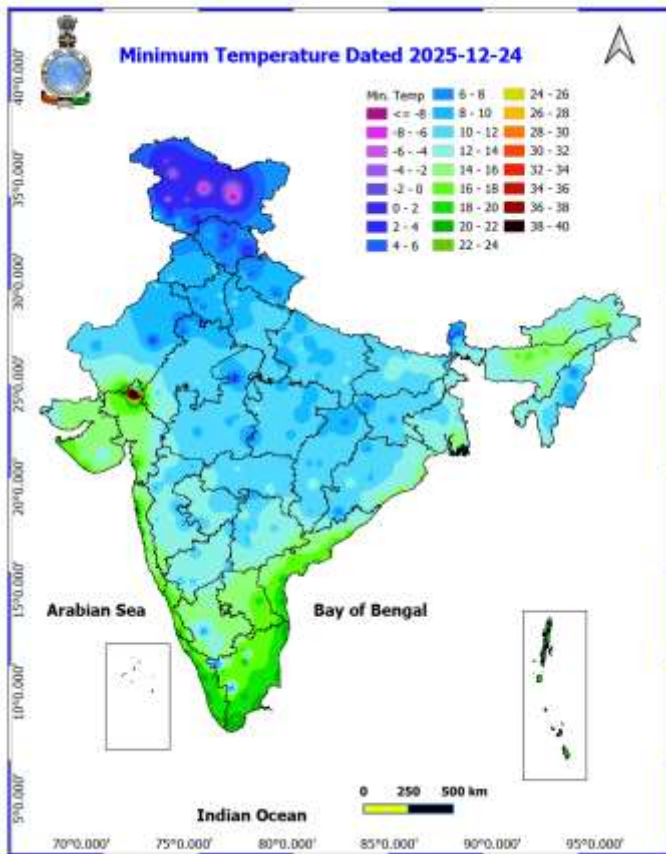 Minimum Temperature Dated 2025-12-24
Min. Temp
<= -8
-8 - -6
-6 - -4
-4 - -2
-2 - 0
0 - 2
2 - 4
4 - 6
6 - 8
8 - 10
10 - 12
12 - 14
14 - 16
16 - 18
18 - 20
20 - 22
22 - 24
24 - 26
26 - 28
28 - 30
30 - 32
32 - 34
34 - 36
36 - 38
38 - 40
40°0.000'
35°0.000'
30°0.000'
25°0.000'
20°0.000'
15°0.000'
10°0.000'
5°0.000'
Arabian Sea
Bay of Bengal
0 250 500 km
Indian Ocean
70°0.000' 75°0.000' 80°0.000' 85°0.000' 90°0.000' 95°0.000'